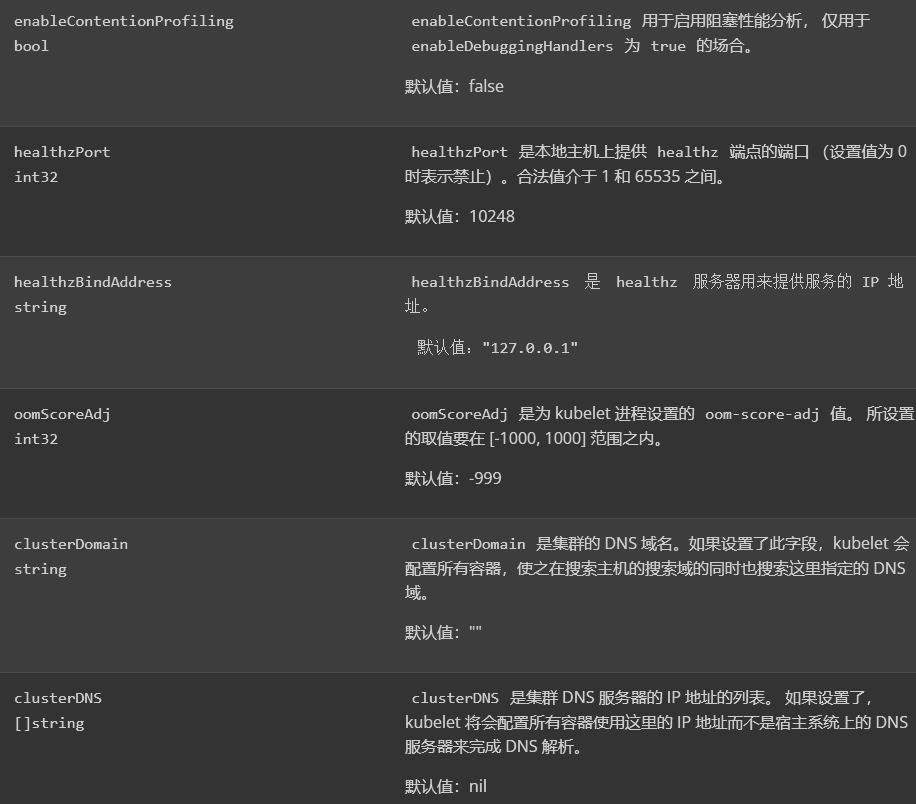 enableContentionProfiling
bool
enableContentionProfiling 用于启用阻塞性能分析， 仅用于
enableDebuggingHandlers 为 true 的场合。
默认值：false
healthzPort
int32
healthzPort 是本地主机上提供 healthz 端点的端口 （设置值为 0
时表示禁止）。合法值介于 1 和 65535 之间。
默认值：10248
healthzBindAddress
string
healthzBindAddress 是 healthz 服务器用来提供服务的 IP 地
址。
默认值："127.0.0.1"
oomScoreAdj
int32
oomScoreAdj 是为 kubelet 进程设置的 oom-score-adj 值。 所设置
的取值要在 [-1000, 1000] 范围之内。
默认值：-999
clusterDomain
string
clusterDomain 是集群的 DNS 域名。如果设置了此字段，kubelet 会
配置所有容器，使之在搜索主机的搜索域的同时也搜索这里指定的 DNS
域。
默认值：""
clusterDNS
[]string
clusterDNS 是集群 DNS 服务器的 IP 地址的列表。 如果设置了，
kubelet 将会配置所有容器使用这里的 IP 地址而不是宿主系统上的 DNS
服务器来完成 DNS 解析。
默认值：nil